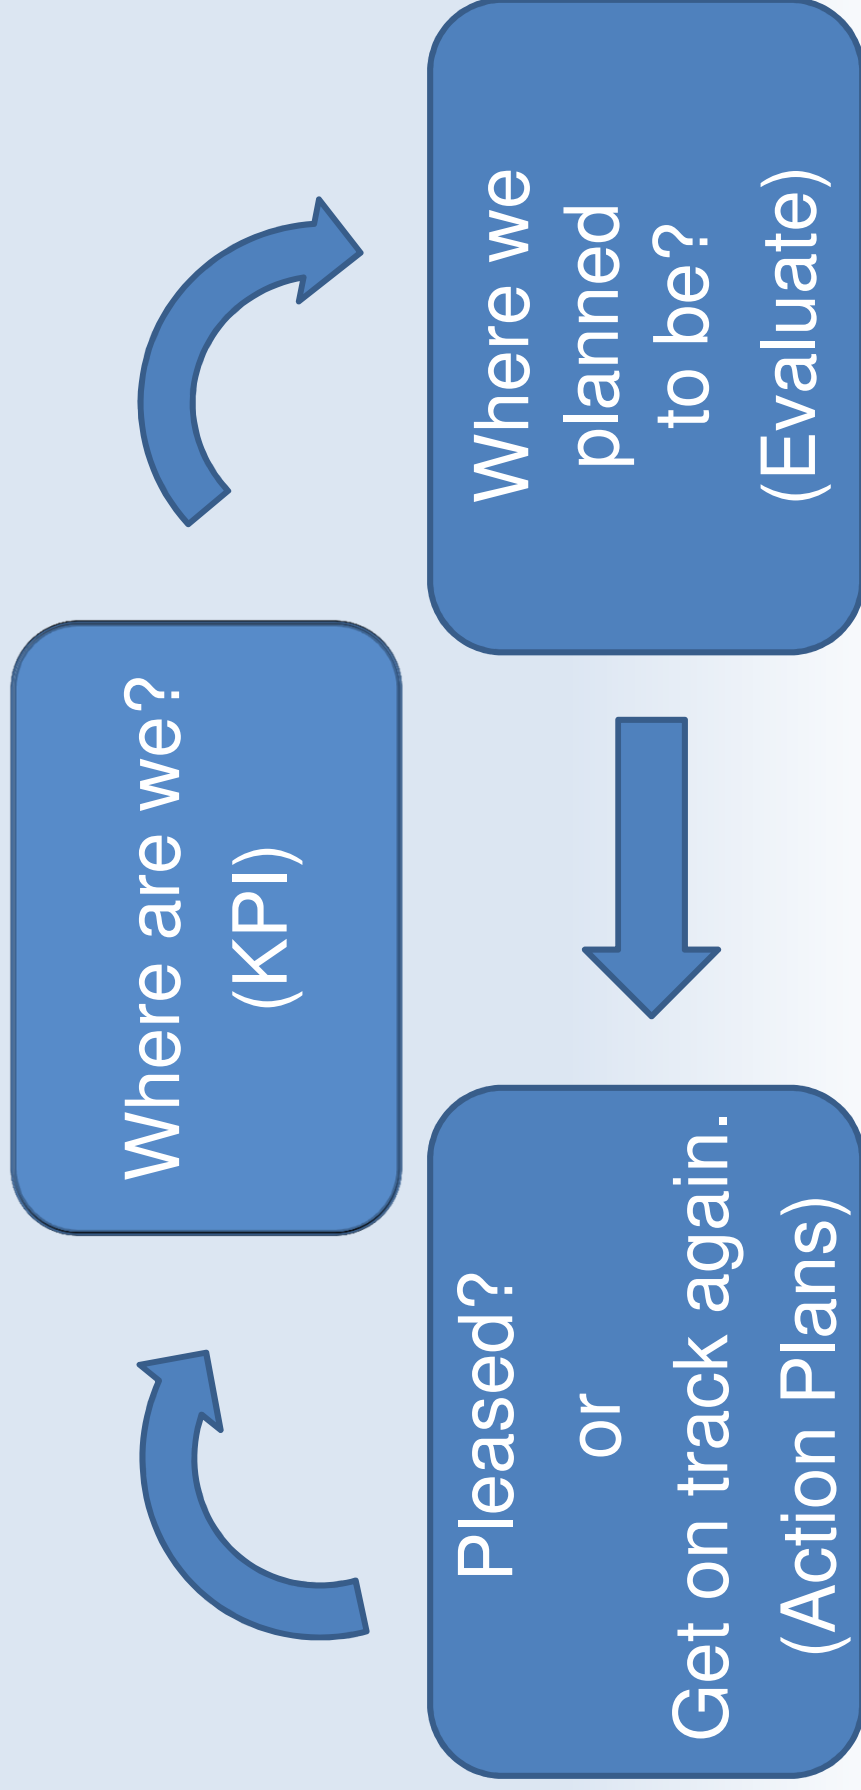 Where are we?
(KPI)
Where we
planned
to be?
(Evaluate)
Pleased?
or
Get on track again.
(Action Plans)